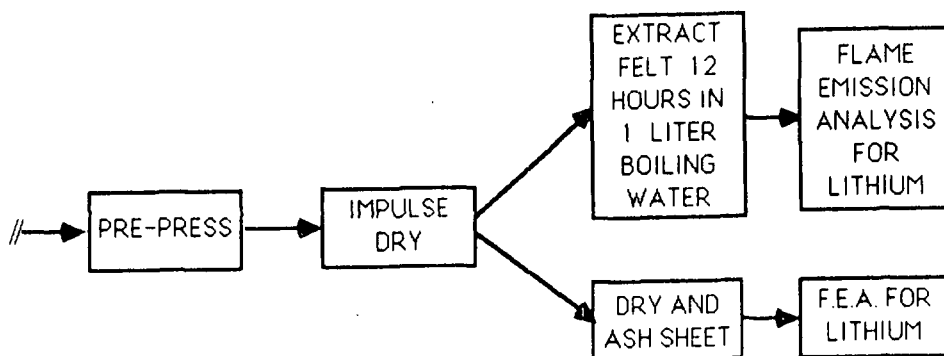 PRE-PRESS
IMPULSE
DRY
EXTRACT
FELT 12
HOURS IN
1 LITER
BOILING
WATER
FLAME
EMISSION
ANALYSIS
FOR
LITHIUM
DRY AND
ASH SHEET
F.E.A. FOR
LITHIUM